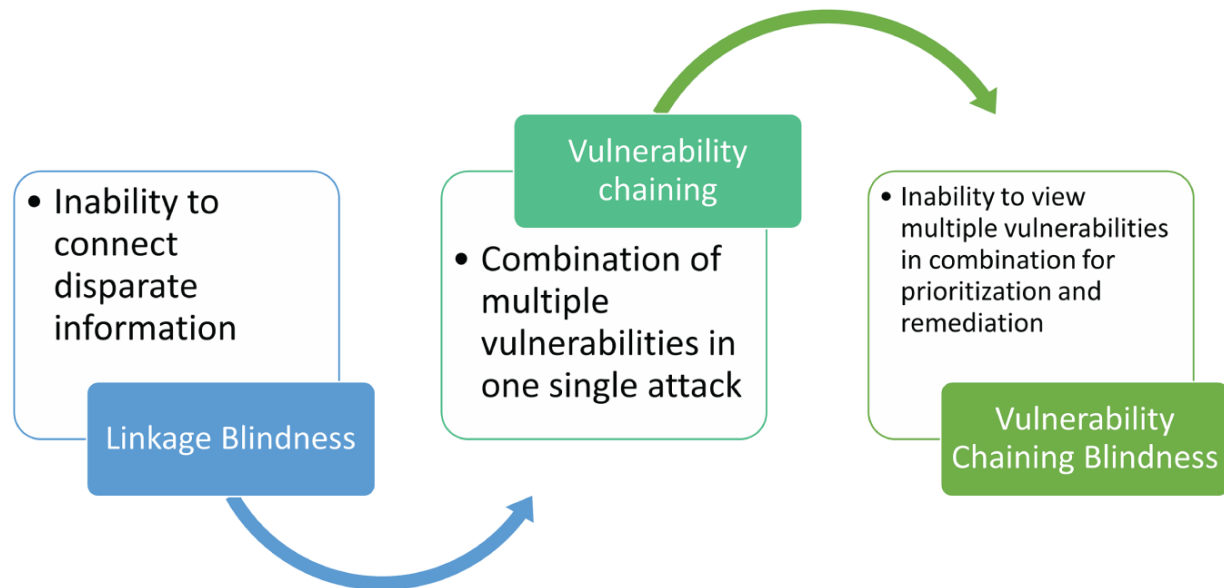 • Inability to
connect
disparate
information
Linkage Blindness
Vulnerability
chaining
• Combination of
multiple
vulnerabilities in
one single attack
• Inability to view
multiple vulnerabilities
in combination for
prioritization and
remediation
Vulnerability
Chaining Blindness